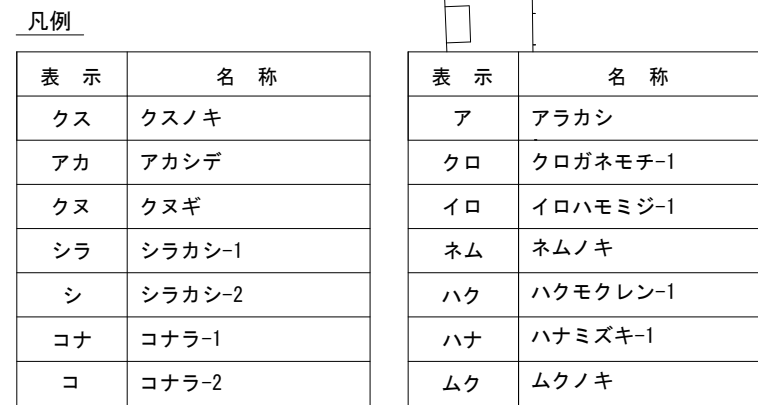 凡例
表 示 名 称
クス クスノキ
アカ アカシデ
クヌ クヌギ
シラ シラカシ-1
シ シラカシ-2
コナ コナラ-1
コ コナラ-2
表 示 名 称
ア アラカシ
クロ クロガネモチ-1
イロ イロハモミジ-1
ネム ネムノキ
ハク ハクモクレン-1
ハナ ハナミズキ-1
ムク ムクノキ